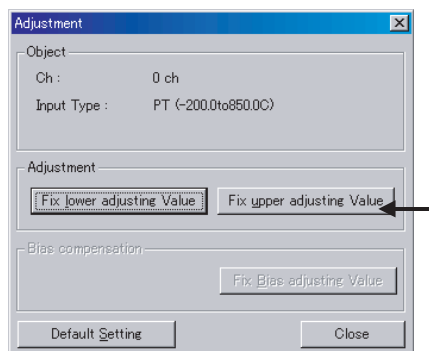 Adjustment
Object
Ch : 0 ch
Input Type : PT (-200.0to850.0C)
Adjustment
Fix lower adjusting Value Fix upper adjusting Value
Bias compensation
Fix Bias adjusting Value
Default Setting Close